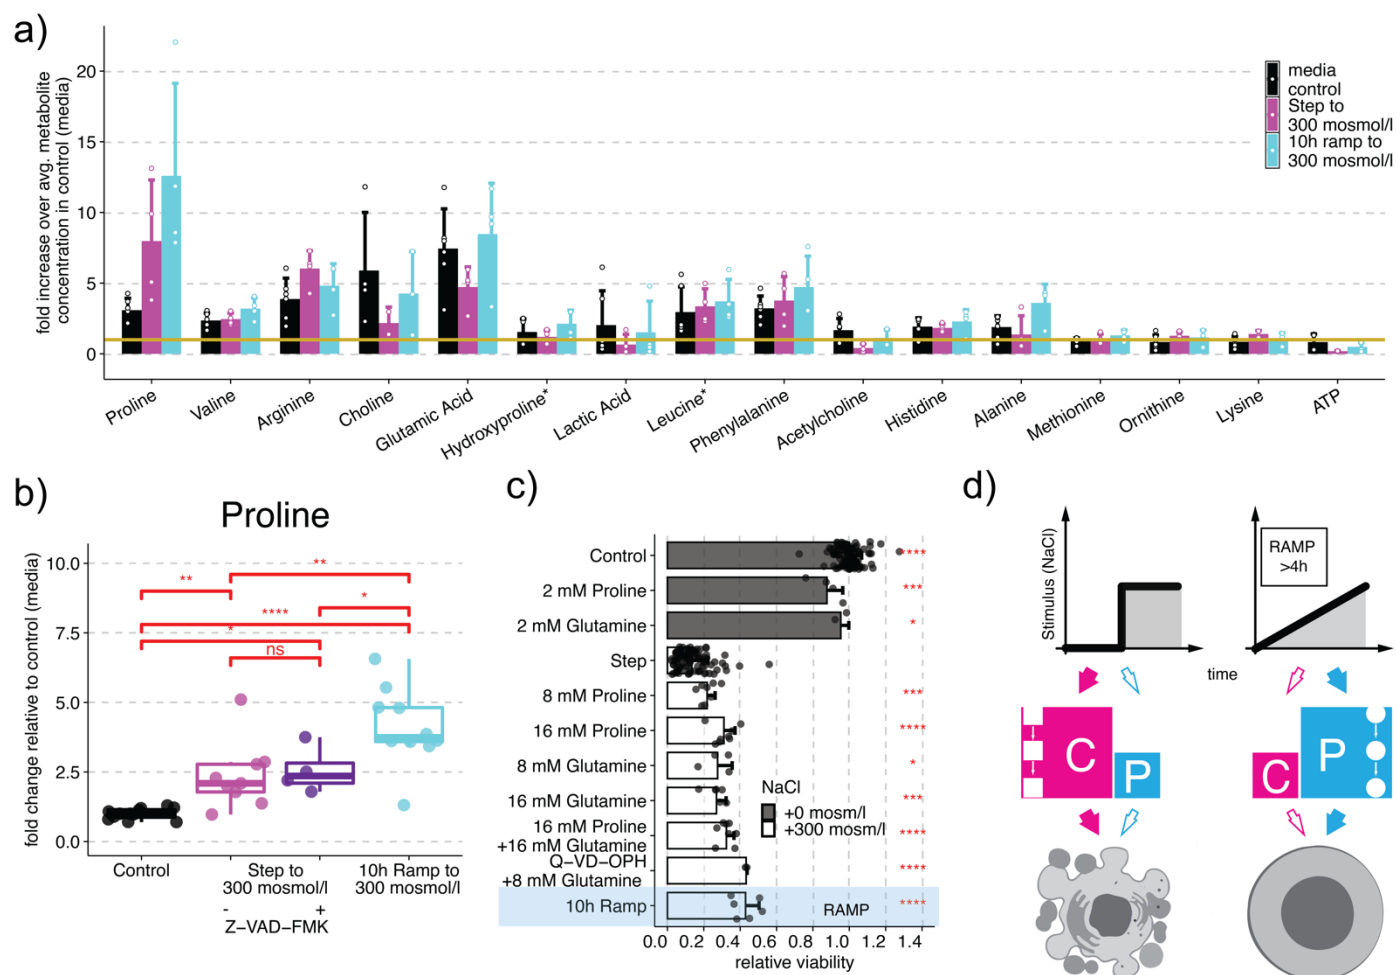 a)
fold increase over avg. metabolite
concentration in control (media)
20
15
10
5
0
media
control
Step to
300 mosmol/l
10h ramp to
300 mosmol/l
Proline
Valine
Arginine
Choline
Glutamic Acid
Hydroxyproline*
Lactic Acid
Leucine*
Phenylalanine
Acetylcholine
Histidine
Alanine
Methionine
Ornithine
Lysine
ATP
b)
Proline
fold change relative to control (media)
10.0
7.5
5.0
2.5
0.0
**
**
*
****
*
ns
Control
Step to
300 mosmol/l
10h Ramp to
300 mosmol/l
- +
Z-VAD-FMK
c)
Control ****
2 mM Proline ***
2 mM Glutamine *
Step
8 mM Proline ***
16 mM Proline ****
8 mM Glutamine *
16 mM Glutamine ***
16 mM Proline
+16 mM Glutamine ****
Q-VD-OPH
+8 mM Glutamine ****
10h Ramp RAMP ****
NaCl
+0 mosm/l
+300 mosm/l
0.0 0.2 0.4 0.6 0.8 1.0 1.2 1.4
relative viability
d)
Stimulus (NaCl)
RAMP
>4h
time
C
P
C
P